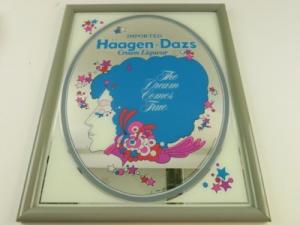 IMPORTED
Haagen-Dazs
Cream Liqueur
The
Dream
Comes
True